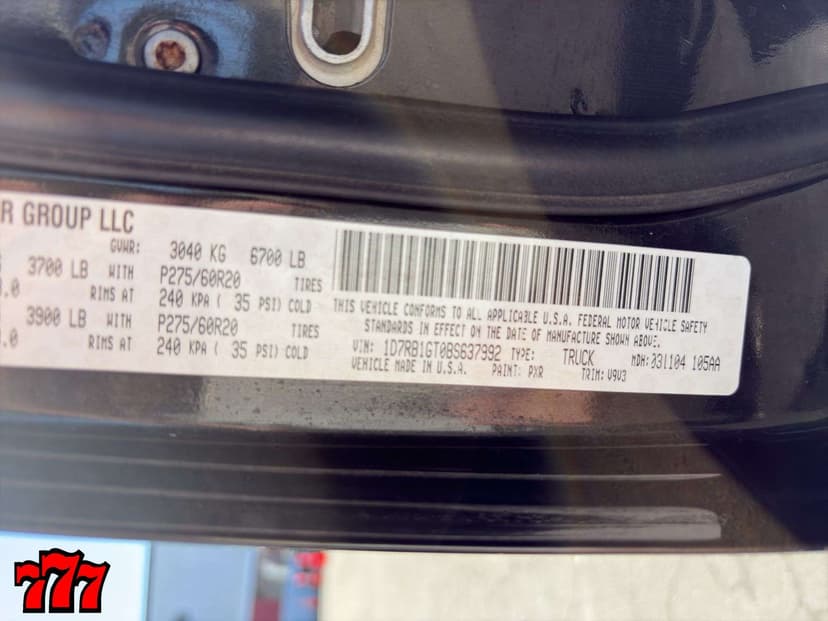 R GROUP LLC
GVWR: 3040 KG 6700 LB
3700 LB WITH P275/60R20 TIRES
.0 RIMS AT 240 KPA ( 35 PSI) COLD
3900 LB WITH P275/60R20 TIRES
.0 RIMS AT 240 KPA ( 35 PSI) COLD
THIS VEHICLE CONFORMS TO ALL APPLICABLE U.S.A. FEDERAL MOTOR VEHICLE SAFETY
STANDARDS IN EFFECT ON THE DATE OF MANUFACTURE SHOWN ABOVE.
VIN: 1D7RB1GT0BS637992 TYPE: TRUCK MDH: 031104 105AA
VEHICLE MADE IN U.S.A. PAINT: PXR TRIM: V9V3
777